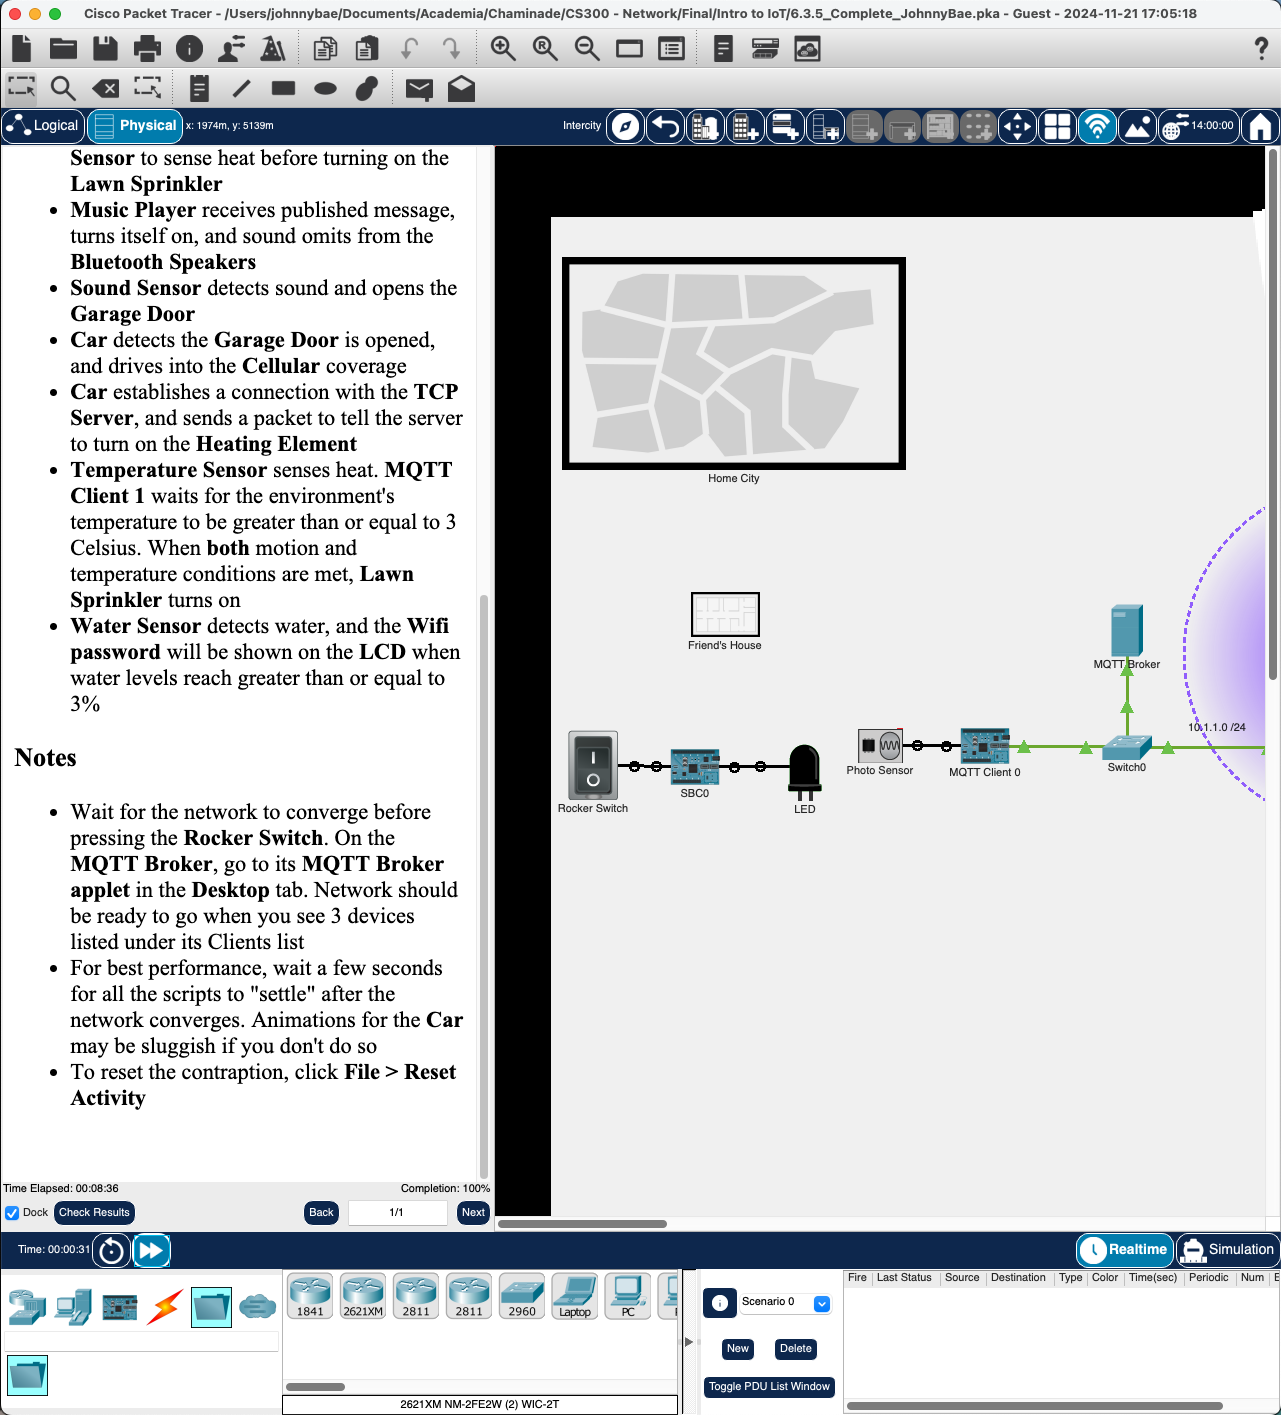 Cisco Packet Tracer - /Users/johnnybae/Documents/Academia/Chaminade/CS300 - Network/Final/Intro to IoT/6.3.5_Complete_JohnnyBae.pka - Guest - 2024-11-21 17:05:18
Logical
Physical
x: 1974m, y: 5139m
Intercity
14:00:00
Sensor to sense heat before turning on the
Lawn Sprinkler
• Music Player receives published message,
turns itself on, and sound omits from the
Bluetooth Speakers
• Sound Sensor detects sound and opens the
Garage Door
• Car detects the Garage Door is opened,
and drives into the Cellular coverage
• Car establishes a connection with the TCP
Server, and sends a packet to tell the server
to turn on the Heating Element
• Temperature Sensor senses heat. MQTT
Client 1 waits for the environment's
temperature to be greater than or equal to 3
Celsius. When both motion and
temperature conditions are met, Lawn
Sprinkler turns on
• Water Sensor detects water, and the Wifi
password will be shown on the LCD when
water levels reach greater than or equal to
3%
Notes
• Wait for the network to converge before
pressing the Rocker Switch. On the
MQTT Broker, go to its MQTT Broker
applet in the Desktop tab. Network should
be ready to go when you see 3 devices
listed under its Clients list
• For best performance, wait a few seconds
for all the scripts to "settle" after the
network converges. Animations for the Car
may be sluggish if you don't do so
• To reset the contraption, click File > Reset
Activity
Time Elapsed: 00:08:36
Completion: 100%
Dock
Check Results
Back
1/1
Next
Home City
Friend's House
MQTT Broker
10.1.1.0 /24
Rocker Switch
SBC0
LED
Photo Sensor
MQTT Client 0
Switch0
Time: 00:00:31
Realtime
Simulation
1841
2621XM
2811
2811
2960
Laptop
PC
2621XM NM-2FE2W (2) WIC-2T
Scenario 0
New
Delete
Toggle PDU List Window
Fire
Last Status
Source
Destination
Type
Color
Time(sec)
Periodic
Num